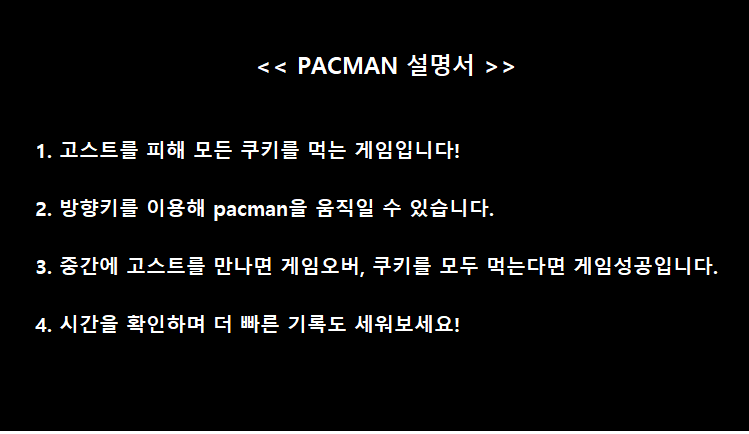 << PACMAN 설명서 >>
1. 고스트를 피해 모든 쿠키를 먹는 게임입니다!
2. 방향키를 이용해 pacman을 움직일 수 있습니다.
3. 중간에 고스트를 만나면 게임오버, 쿠키를 모두 먹는다면 게임성공입니다.
4. 시간을 확인하며 더 빠른 기록도 세워보세요!